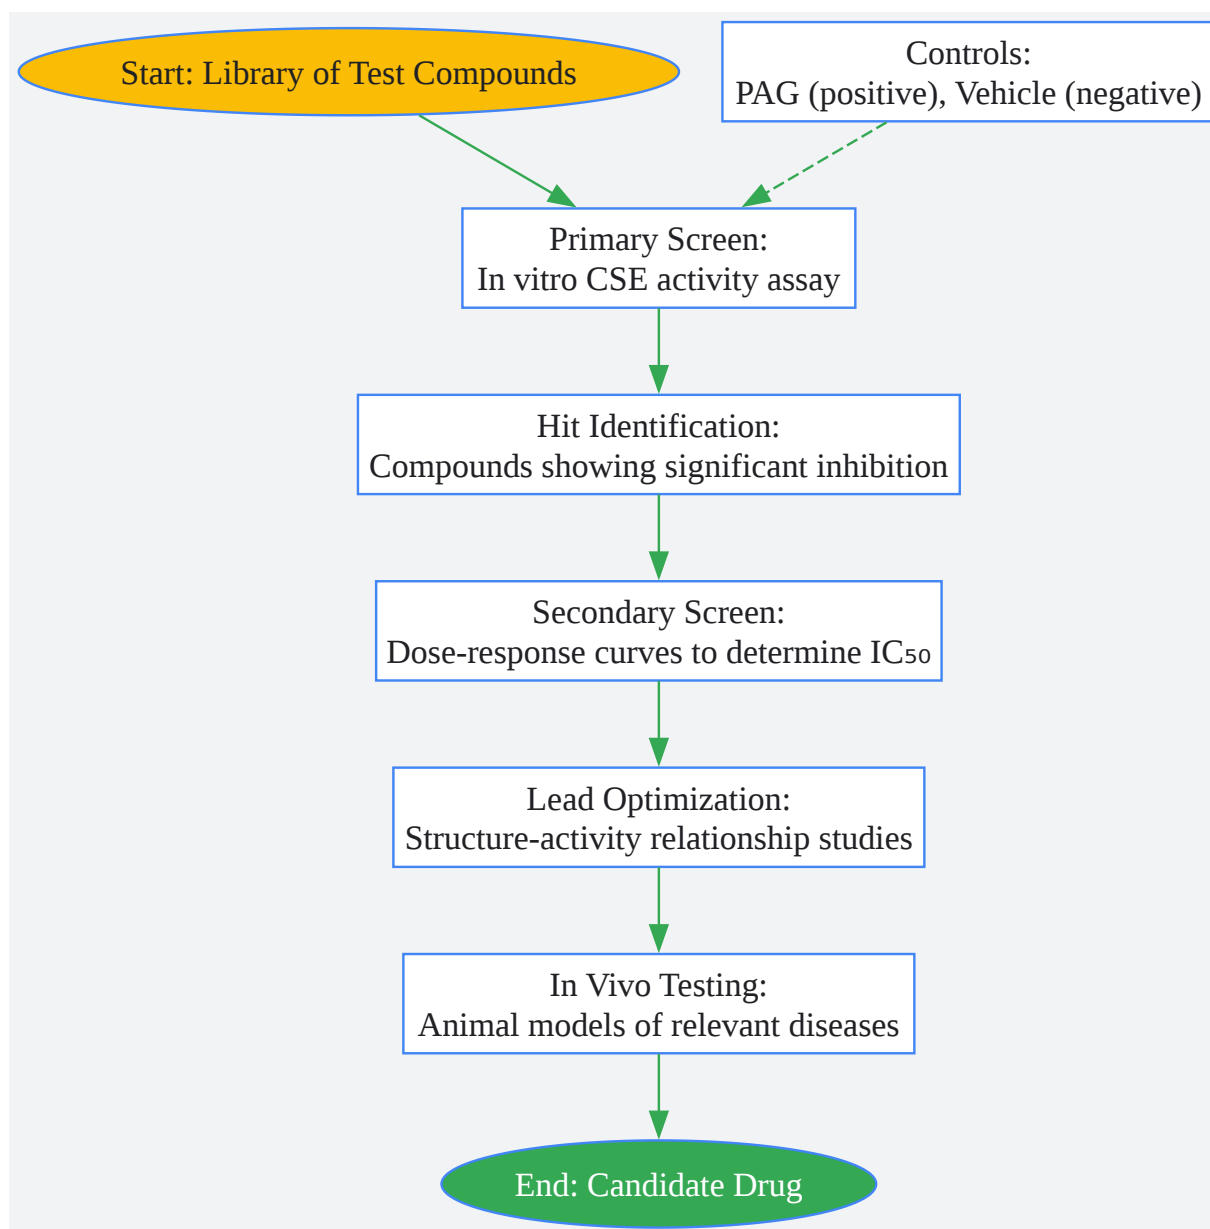 Start: Library of Test Compounds
Controls:
PAG (positive), Vehicle (negative)
Primary Screen:
In vitro CSE activity assay
Hit Identification:
Compounds showing significant inhibition
Secondary Screen:
Dose-response curves to determine IC₅₀
Lead Optimization:
Structure-activity relationship studies
In Vivo Testing:
Animal models of relevant diseases
End: Candidate Drug